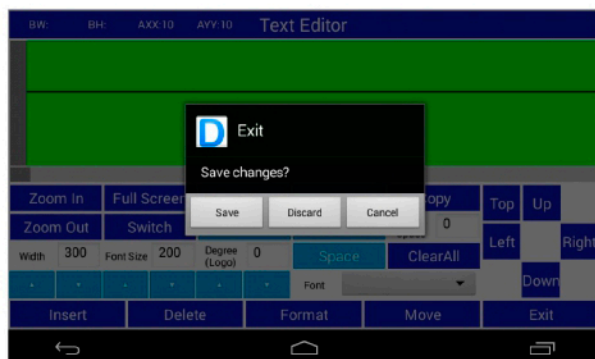 BW: BH: AXX:10 AYY:10 Text Editor
D Exit
Save changes?
Save Discard Cancel
Zoom In Full Screen Copy Top Up
Zoom Out Switch 0
Left Right
Width 300 Font Size 200 Degree (Logo) 0 Space ClearAll
Font Down
Insert Delete Format Move Exit